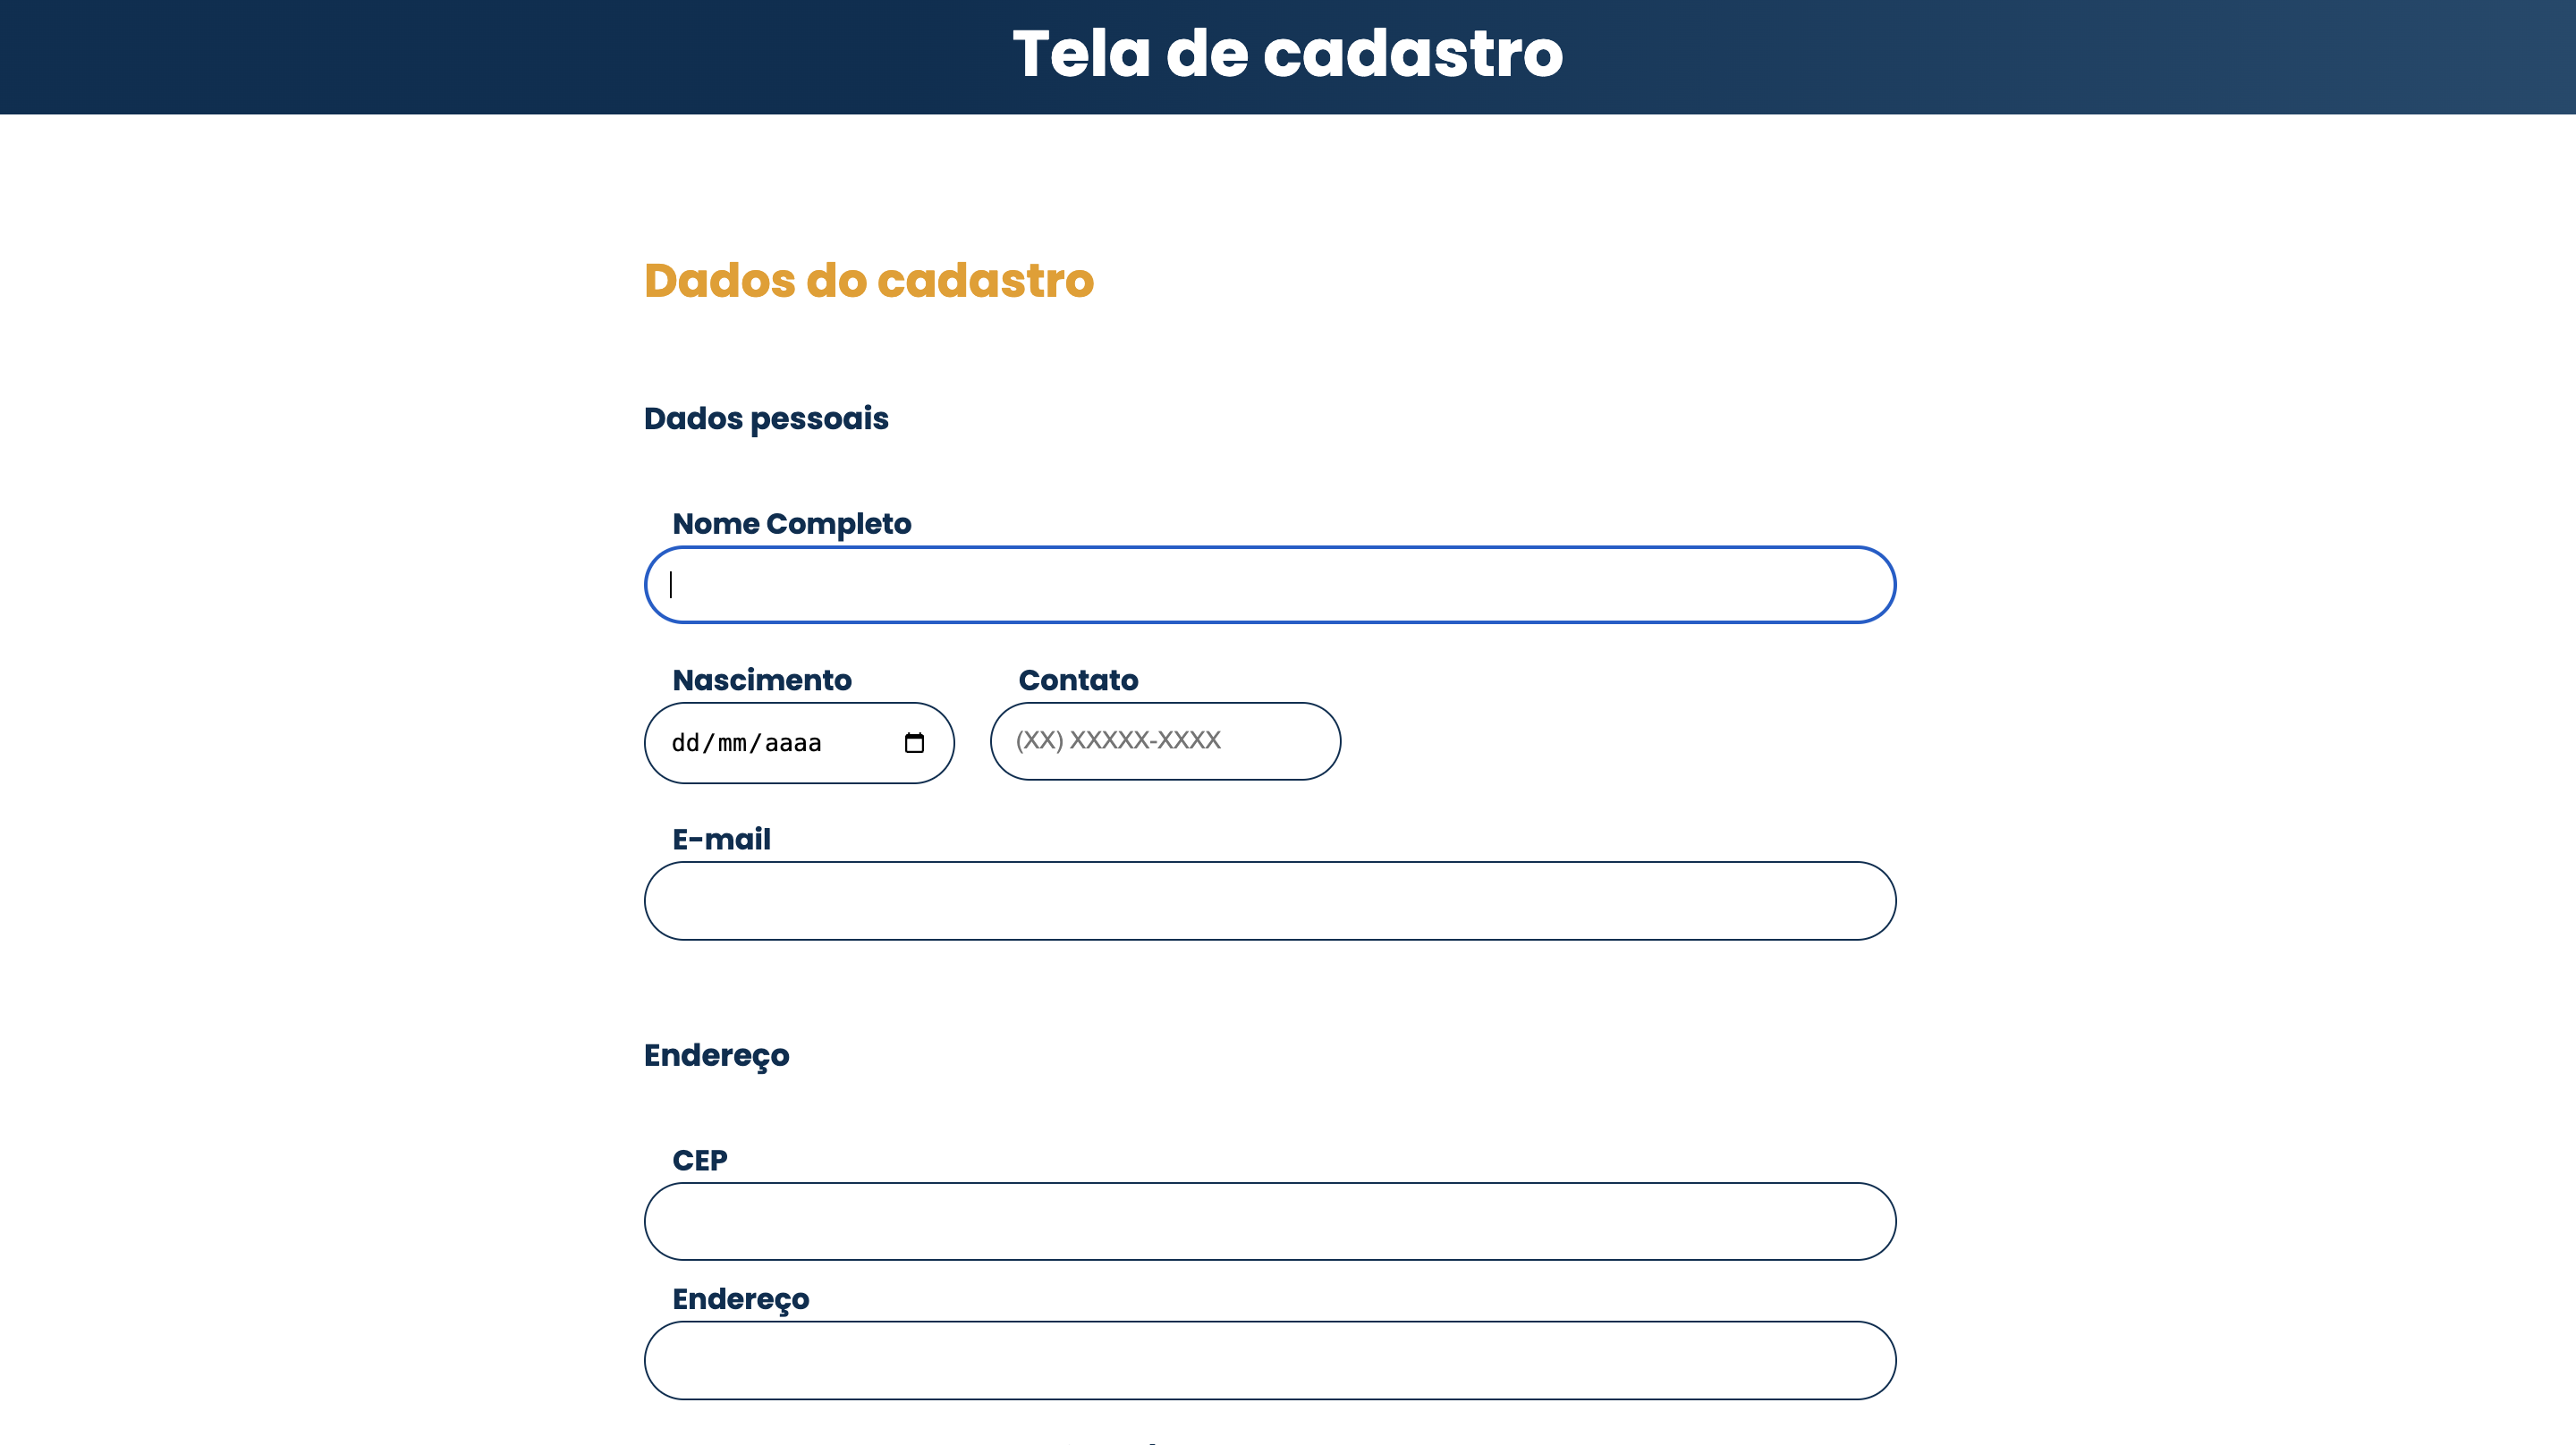 Tela de cadastro
Dados do cadastro
Dados pessoais
Nome Completo
Nascimento Contato
dd/mm/aaaa (XX) XXXXX-XXXX
E-mail
Endereço
CEP
Endereço